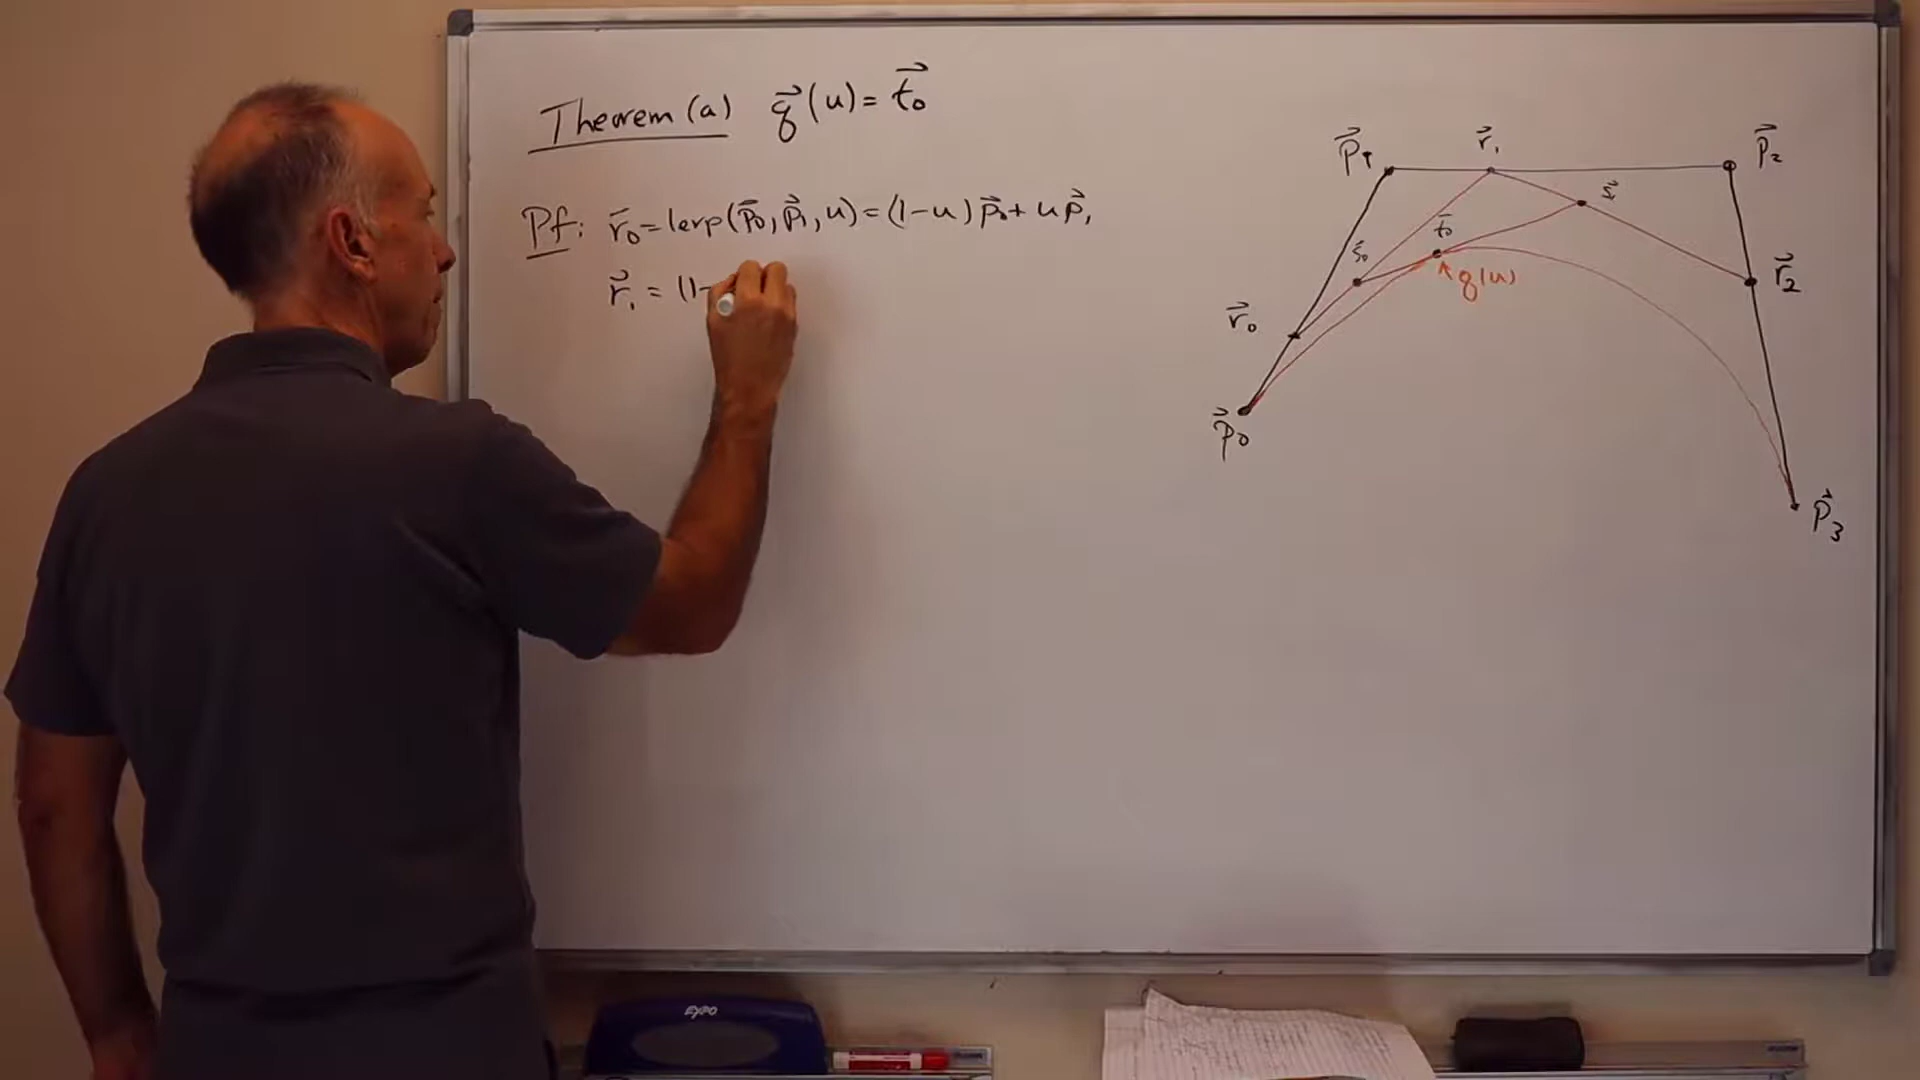 Theorem (a) q⃗(u) = t⃗₀
Pf: r⃗₀ = lerp(p⃗₀, p⃗₁, u) = (1-u) p⃗₀ + u p⃗₁
r⃗₁ = (1-
p⃗₁
r⃗₁
p⃗₂
s⃗₁
t⃗₀
s⃗₀
q(u)
r⃗₂
r⃗₀
p⃗₀
p⃗₃
EXPO